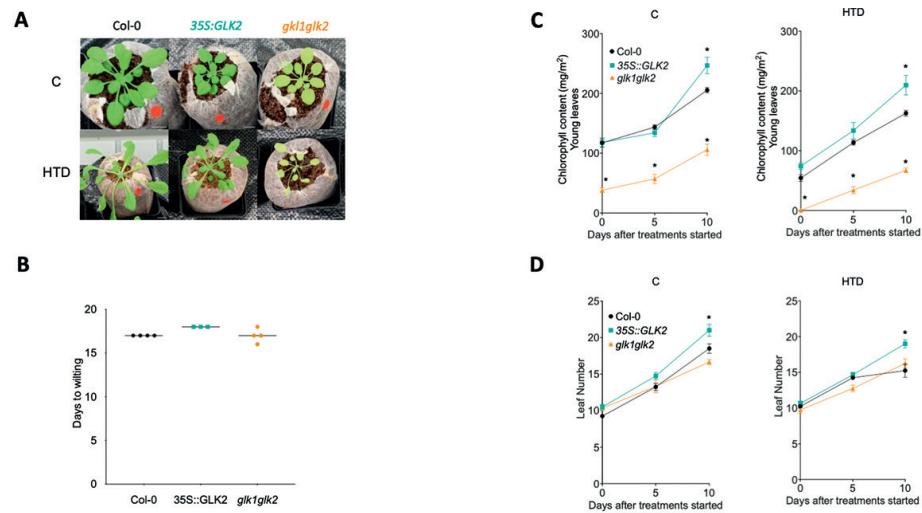 A
Col-0 35S:GLK2 gkl1glk2
C
HTD
B
Days to wilting
20
15
10
5
0
Col-0 35S::GLK2 glk1glk2
C
C
Chlorophyll content (mg/m²)
Young leaves
300
200
100
0
Col-0
35S::GLK2
glk1glk2
* * * *
0 5 10
Days after treatments started
HTD
Chlorophyll content (mg/m²)
Young leaves
300
200
100
0
* * * *
0 5 10
Days after treatments started
D
C
Leaf Number
25
20
15
10
5
0
Col-0
35S::GLK2
glk1glk2
*
0 5 10
Days after treatments started
HTD
Leaf Number
25
20
15
10
5
0
*
0 5 10
Days after treatments started